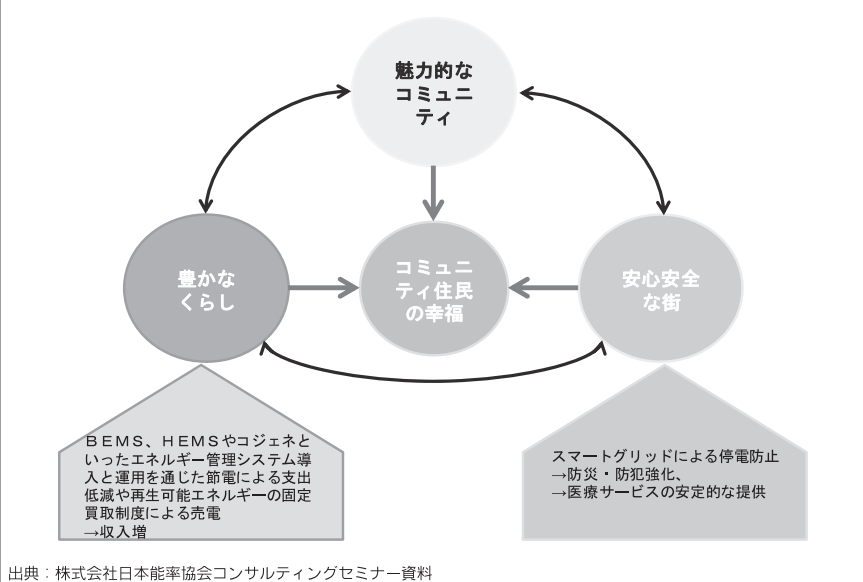 魅力的な
コミュニ
ティ
豊かな
くらし
コミュニ
ティ住民
の幸福
安心安全
な街
ＢＥＭＳ、ＨＥＭＳやコジェネと
いったエネルギー管理システム導
入と運用を通じた節電による支出
低減や再生可能エネルギーの固定
買取制度による売電
→収入増
スマートグリッドによる停電防止
→防災・防犯強化、
→医療サービスの安定的な提供
出典：株式会社日本能率協会コンサルティングセミナー資料